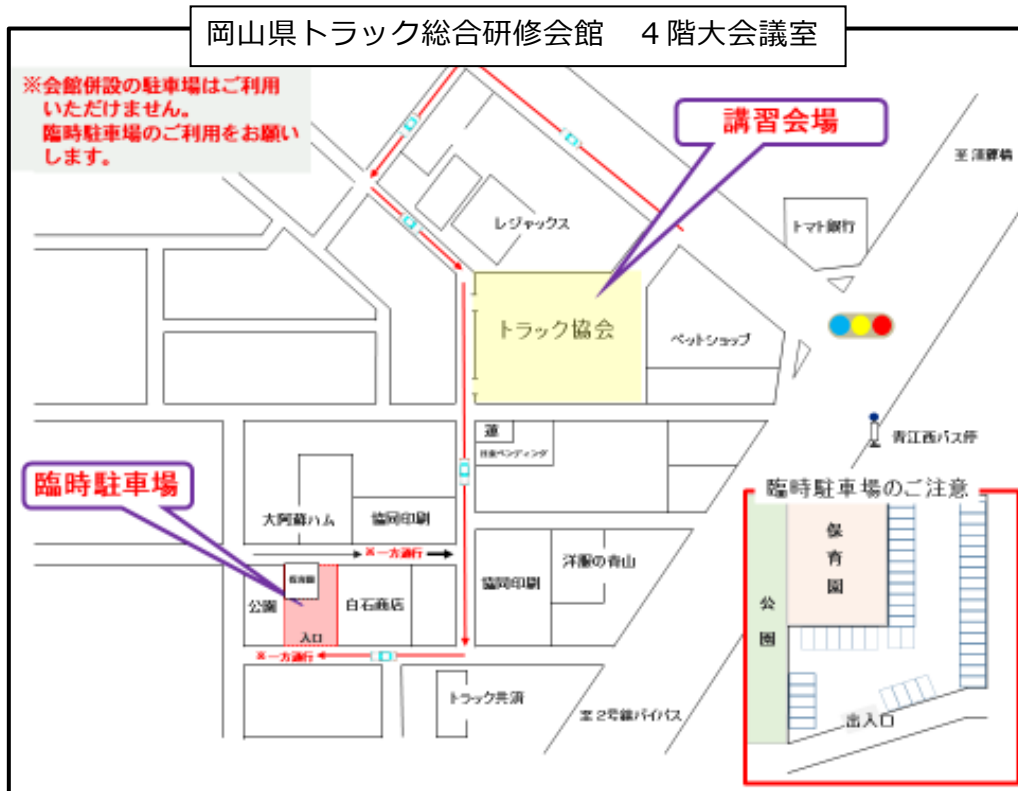 岡山県トラック総合研修会館　４階大会議室
※会館併設の駐車場はご利用
いただけません。
臨時駐車場のご利用をお願い
します。
講習会場
レジャックス
トマト銀行
トラック協会
ペットショップ
蓮
青江西バス停
臨時駐車場
大阿蘇ハム
協同印刷
※一方通行
保育園
公園
白石商店
入口
※一方通行
協同印刷
洋服の青山
トラック共済
至２号線バイパス
臨時駐車場のご注意
保育園
公園
出入口